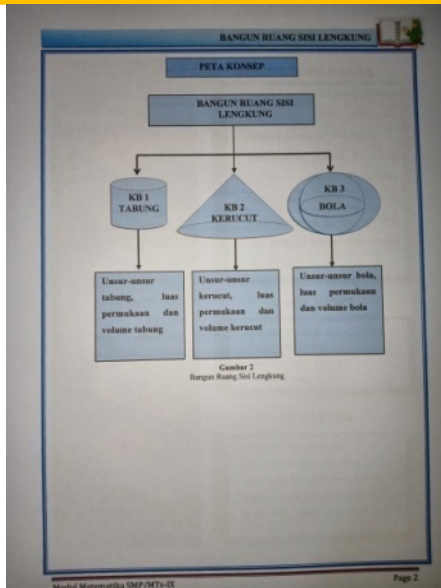 BANGUN RUANG SISI LENGKUNG
PETA KONSEP
BANGUN RUANG SISI
LENGKUNG
KB 1
TABUNG
KB 2
KERUCUT
KB 3
BOLA
Unsur-unsur
tabung, luas
permukaan dan
volume tabung
Unsur-unsur
kerucut, luas
permukaan dan
volume kerucut
Unsur-unsur bola,
luas permukaan
dan volume bola
Gambar 2
Bangun Ruang Sisi Lengkung
Modul Matematika SMP/MTs-IX
Page 2